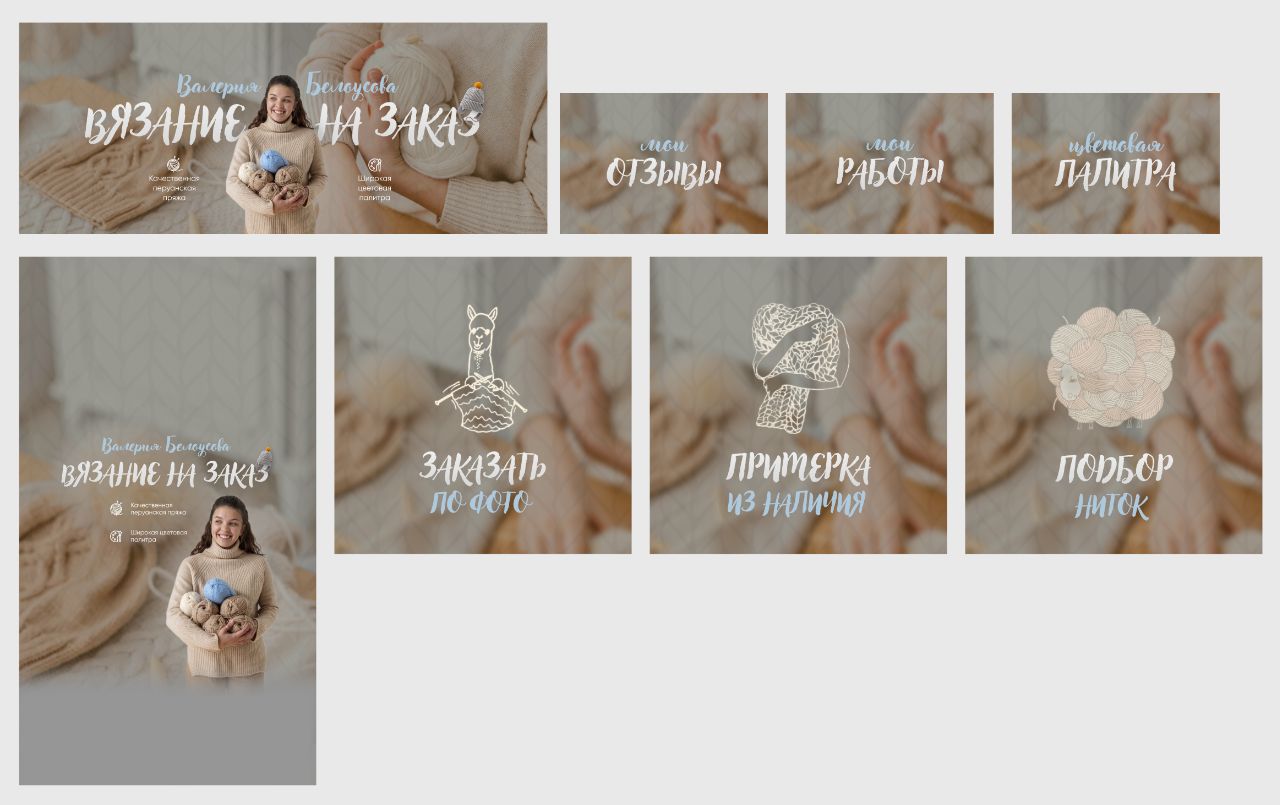 Валерия Белоусова
ВЯЗАНИЕ НА ЗАКАЗ
Качественная
перуанская
пряжа
Широкая
цветовая
палитра
мои
ОТЗЫВЫ
мои
РАБОТЫ
цветовая
ПАЛИТРА
Валерия Белоусова
ВЯЗАНИЕ НА ЗАКАЗ
Качественная
перуанская пряжа
Широкая цветовая
палитра
ЗАКАЗАТЬ
ПО ФОТО
ПРИМЕРКА
ИЗ НАЛИЧИЯ
ПОДБОР
НИТОК